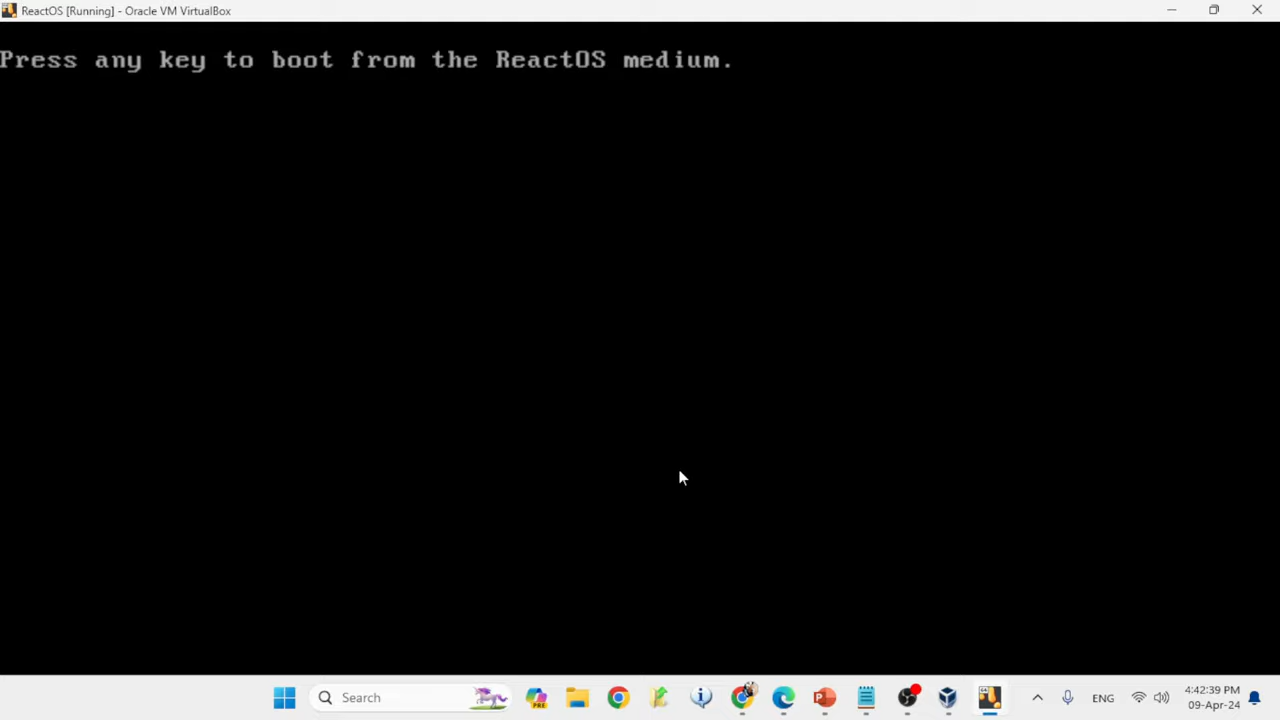 ReactOS [Running] - Oracle VM VirtualBox
Press any key to boot from the ReactOS medium.
Search
PRE
ENG
4:42:39 PM
09-Apr-24